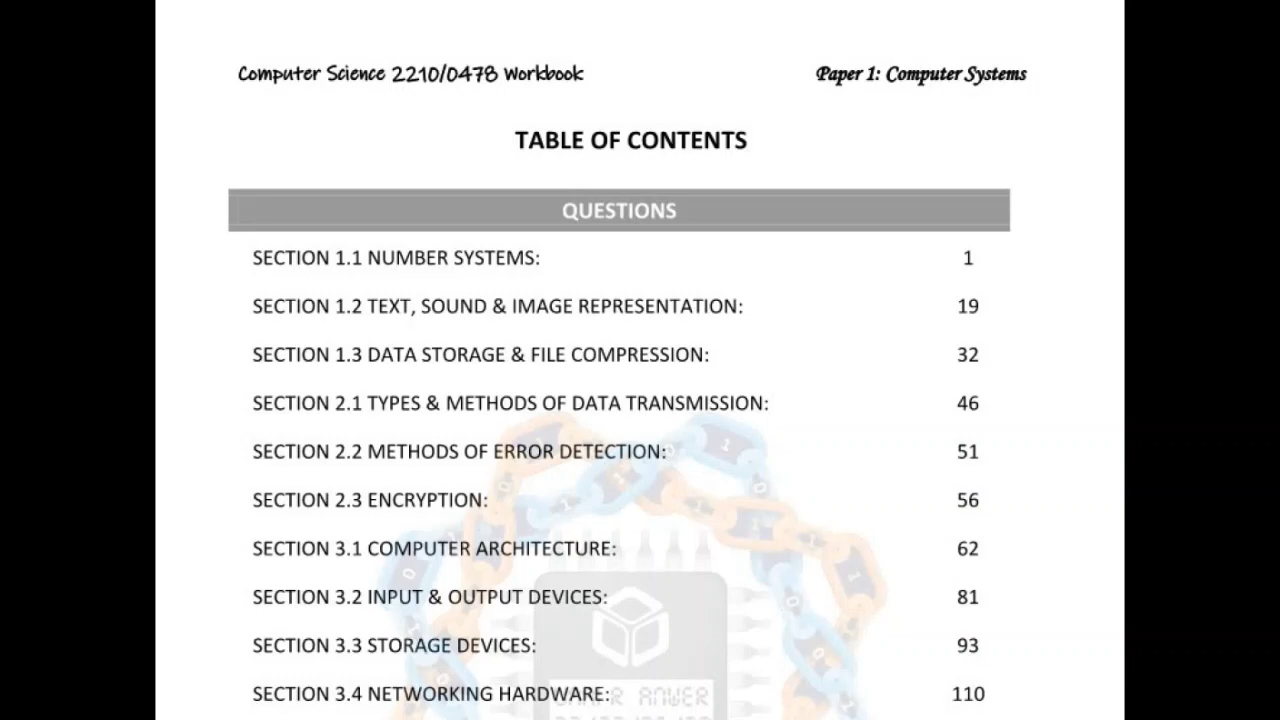 Computer Science 2210/0478 Workbook Paper 1: Computer Systems
TABLE OF CONTENTS
QUESTIONS
SECTION 1.1 NUMBER SYSTEMS: 1
SECTION 1.2 TEXT, SOUND & IMAGE REPRESENTATION: 19
SECTION 1.3 DATA STORAGE & FILE COMPRESSION: 32
SECTION 2.1 TYPES & METHODS OF DATA TRANSMISSION: 46
SECTION 2.2 METHODS OF ERROR DETECTION: 51
SECTION 2.3 ENCRYPTION: 56
SECTION 3.1 COMPUTER ARCHITECTURE: 62
SECTION 3.2 INPUT & OUTPUT DEVICES: 81
SECTION 3.3 STORAGE DEVICES: 93
SECTION 3.4 NETWORKING HARDWARE: 110